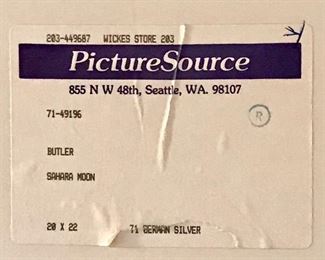 203-449687 WICKES STORE 203
PictureSource
855 N W 48th, Seattle, WA. 98107
71-49196
R
BUTLER
SAHARA MOON
20 X 22 71 GERMAN SILVER